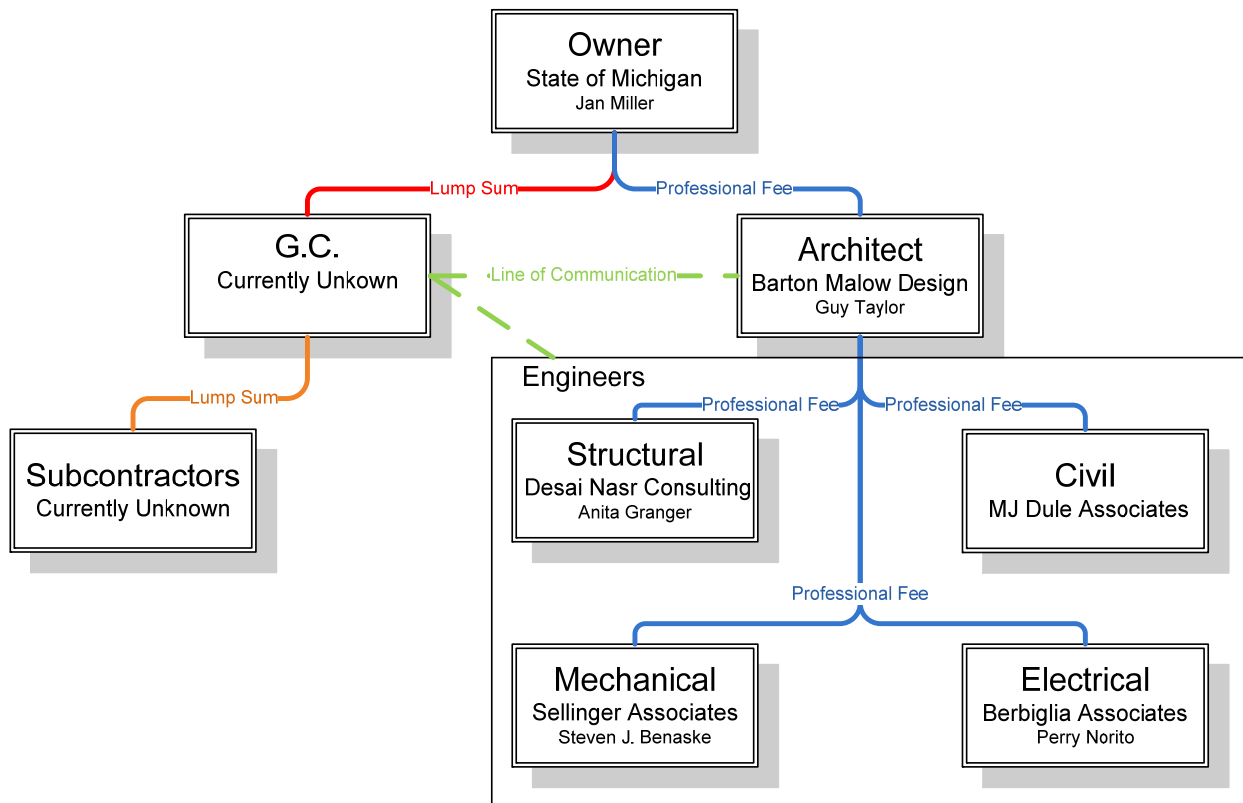 Owner
State of Michigan
Jan Miller
Lump Sum
Professional Fee
G.C.
Currently Unkown
Line of Communication
Architect
Barton Malow Design
Guy Taylor
Engineers
Lump Sum
Professional Fee
Professional Fee
Subcontractors
Currently Unknown
Structural
Desai Nasr Consulting
Anita Granger
Civil
MJ Dule Associates
Professional Fee
Mechanical
Sellinger Associates
Steven J. Benaske
Electrical
Berbiglia Associates
Perry Norito